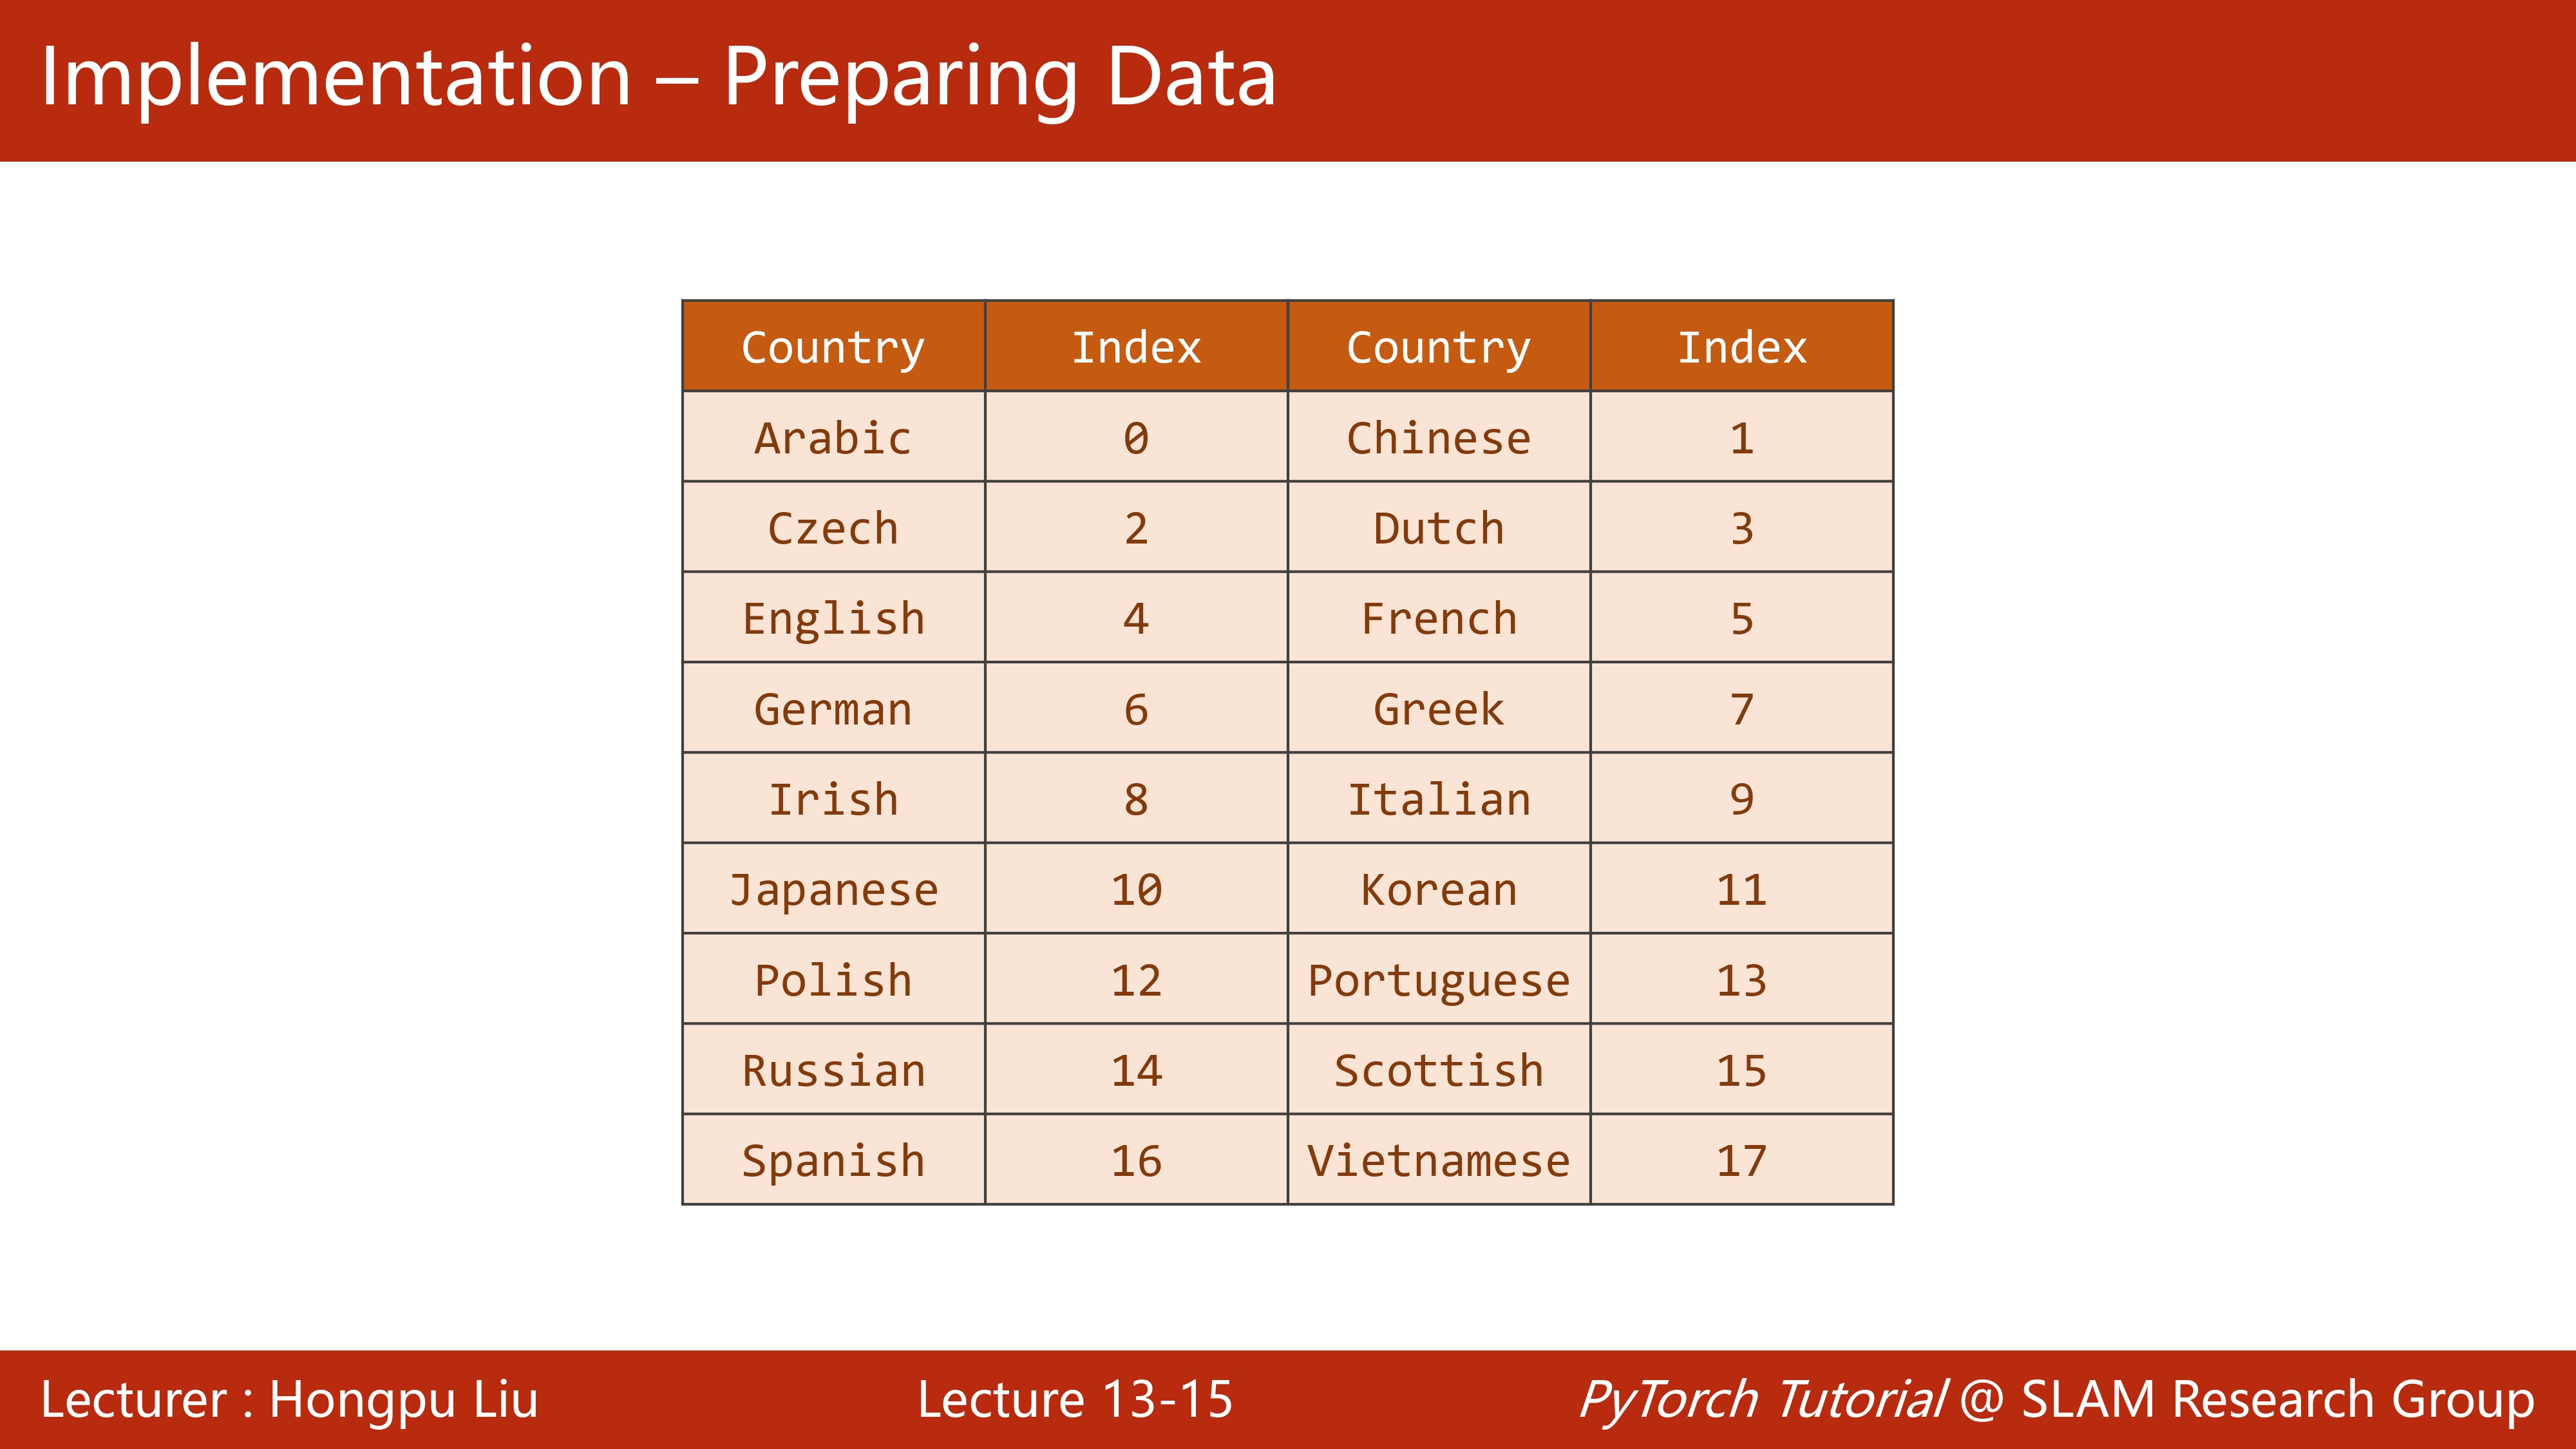 Implementation – Preparing Data
Country Index Country Index
Arabic 0 Chinese 1
Czech 2 Dutch 3
English 4 French 5
German 6 Greek 7
Irish 8 Italian 9
Japanese 10 Korean 11
Polish 12 Portuguese 13
Russian 14 Scottish 15
Spanish 16 Vietnamese 17
Lecturer : Hongpu Liu Lecture 13-15 PyTorch Tutorial @ SLAM Research Group